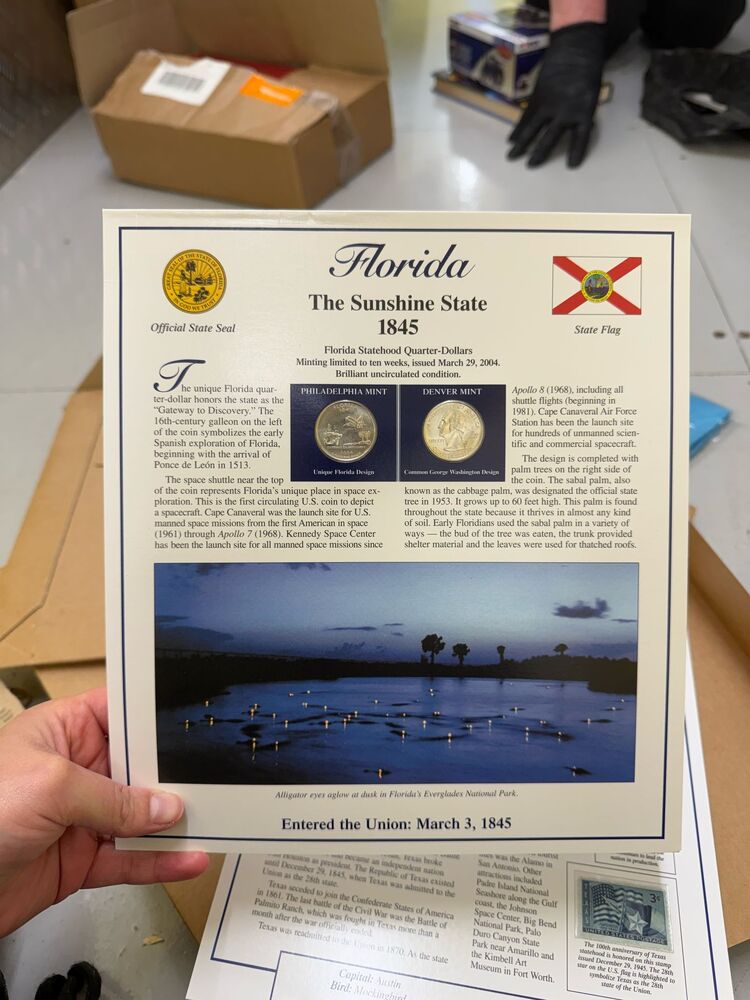 Florida
The Sunshine State
1845
Official State Seal
State Flag
Florida Statehood Quarter-Dollars
Minting limited to ten weeks, issued March 29, 2004.
Brilliant uncirculated condition.
The unique Florida quar-
ter-dollar honors the state as the
“Gateway to Discovery.” The
16th-century galleon on the left
of the coin symbolizes the early
Spanish exploration of Florida,
beginning with the arrival of
Ponce de León in 1513.
The space shuttle near the top
of the coin represents Florida’s unique place in space ex-
ploration. This is the first circulating U.S. coin to depict
a spacecraft. Cape Canaveral was the launch site for U.S.
manned space missions from the first American in space
(1961) through Apollo 7 (1968). Kennedy Space Center
has been the launch site for all manned space missions since
PHILADELPHIA MINT
Unique Florida Design
DENVER MINT
Common George Washington Design
Apollo 8 (1968), including all
shuttle flights (beginning in
1981). Cape Canaveral Air Force
Station has been the launch site
for hundreds of unmanned scien-
tific and commercial spacecraft.
The design is completed with
palm trees on the right side of
the coin. The sabal palm, also
known as the cabbage palm, was designated the official state
tree in 1953. It grows up to 60 feet high. This palm is found
throughout the state because it thrives in almost any kind
of soil. Early Floridians used the sabal palm in a variety of
ways — the bud of the tree was eaten, the trunk provided
shelter material and the leaves were used for thatched roofs.
Alligator eyes aglow at dusk in Florida’s Everglades National Park.
Entered the Union: March 3, 1845
Houston as president. The Republic of Texas existed
until December 29, 1845, when Texas was admitted to the
Union as the 28th state.
Texas seceded to join the Confederate States of America
in 1861. The last battle of the Civil War was the Battle of
Palmito Ranch, which was fought in Texas more than a
month after the war officially ended.
Texas was readmitted to the Union in 1870. As the state
Capital: Austin
Bird: Mockingbird
sites was the Alamo in
San Antonio. Other
attractions included
Padre Island National
Seashore along the Gulf
coast, the Johnson
Space Center, Big Bend
National Park, Palo
Duro Canyon State
Park near Amarillo and
the Kimbell Art
Museum in Fort Worth.
nation in production.
3¢
UNITED STATES POSTAGE
The 100th anniversary of Texas
statehood is honored on this stamp
issued December 29, 1945. The 28th
star on the U.S. flag is highlighted to
symbolize Texas as the 28th
state of the Union.